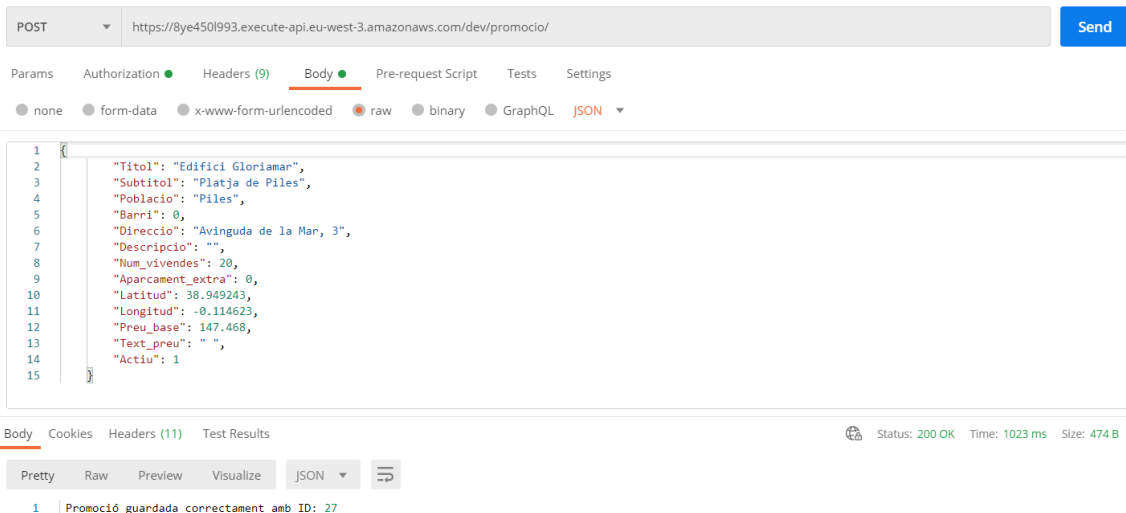 POST https://8ye450l993.execute-api.eu-west-3.amazonaws.com/dev/promocio/ Send
Params Authorization Headers (9) Body Pre-request Script Tests Settings
none form-data x-www-form-urlencoded raw binary GraphQL JSON
1 {
2 "Titol": "Edifici Gloriamar",
3 "Subtitol": "Platja de Piles",
4 "Poblacio": "Piles",
5 "Barri": 0,
6 "Direccio": "Avinguda de la Mar, 3",
7 "Descripcio": "",
8 "Num_vivendes": 20,
9 "Aparcament_extra": 0,
10 "Latitud": 38.949243,
11 "Longitud": -0.114623,
12 "Preu_base": 147.468,
13 "Text_preu": " ",
14 "Actiu": 1
15 }
Body Cookies Headers (11) Test Results Status: 200 OK Time: 1023 ms Size: 474 B
Pretty Raw Preview Visualize JSON
1 Promoció guardada correctament amb ID: 27